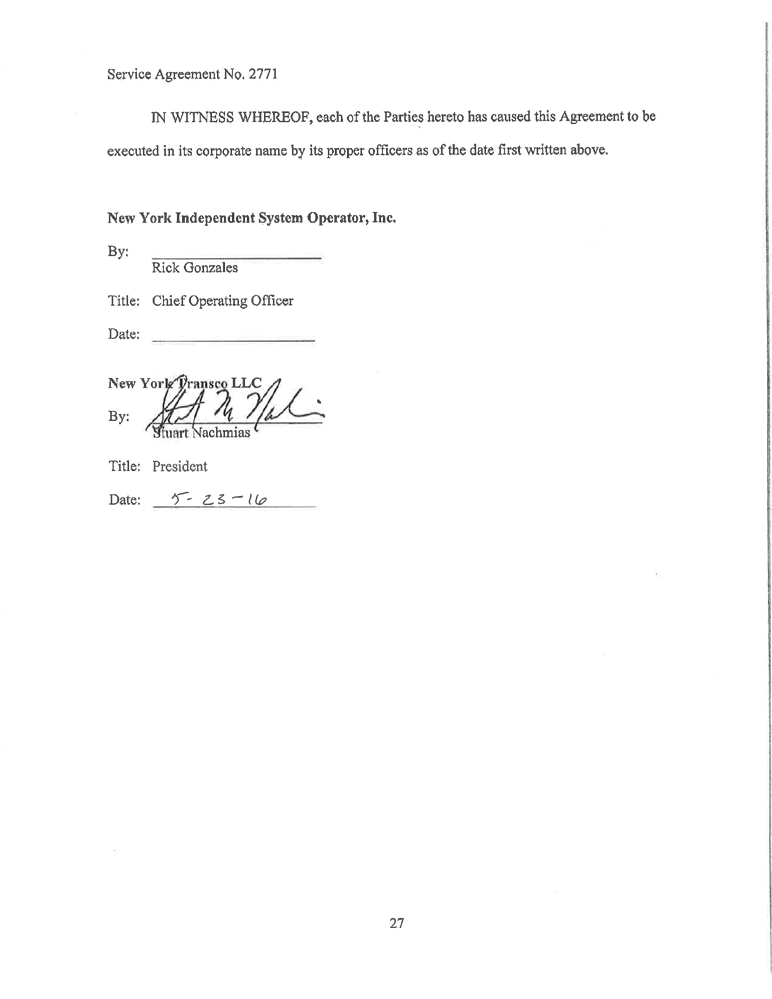 Service Agreement No. 2771
IN WITNESS WHEREOF, each of the Parties hereto has caused this Agreement to be
executed in its corporate name by its proper officers as of the date first written above.
New York Independent System Operator, Inc.
By:
Rick Gonzales
Title: Chief Operating Officer
Date:
New York Transco LLC
By:
Stuart Nachmias
Title: President
Date: 5-23-16
27